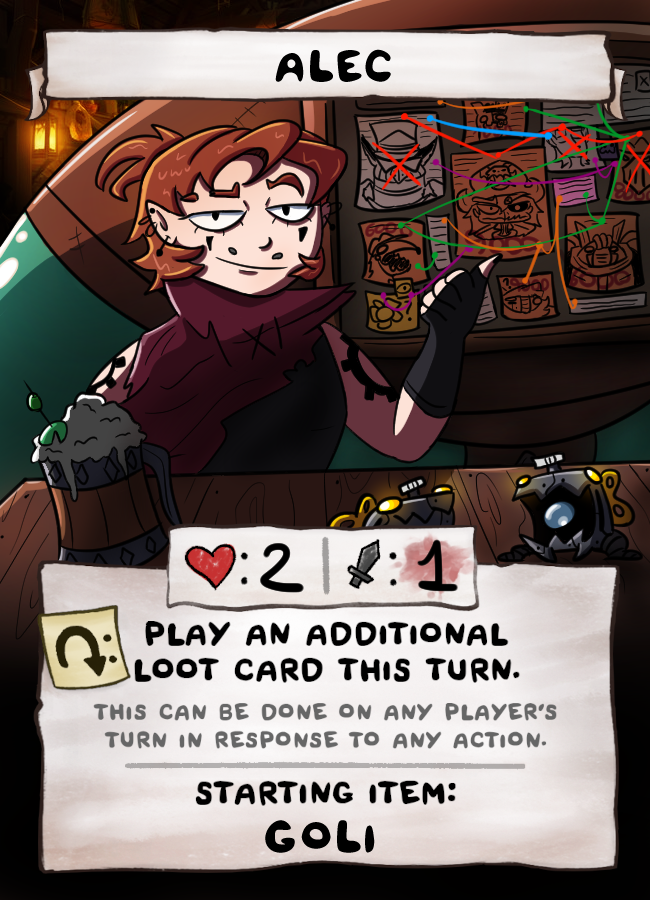 ALEC
♥:2 | 🗡:1
PLAY AN ADDITIONAL
LOOT CARD THIS TURN.
THIS CAN BE DONE ON ANY PLAYER'S
TURN IN RESPONSE TO ANY ACTION.
STARTING ITEM:
GOLI